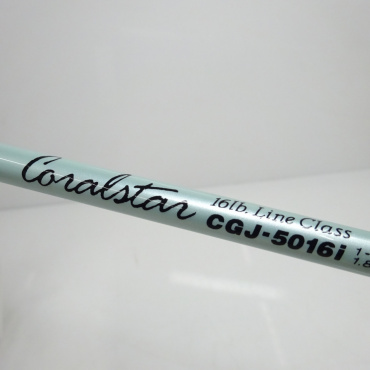 Coralstar
16lb. Line Class
CGJ-5016i